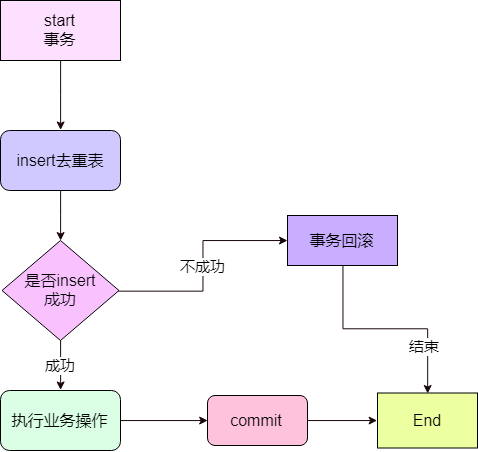 start
事务
insert去重表
是否insert
成功
不成功
事务回滚
成功
结束
执行业务操作
commit
End